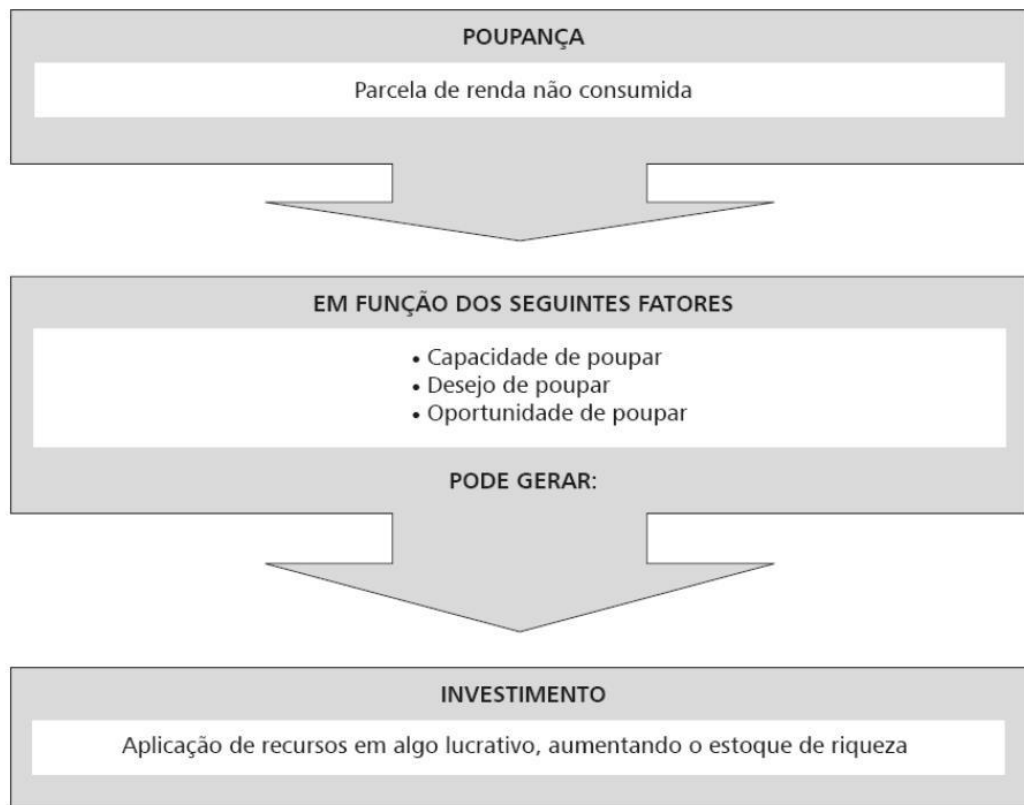 POUPANÇA
Parcela de renda não consumida
EM FUNÇÃO DOS SEGUINTES FATORES
• Capacidade de poupar
• Desejo de poupar
• Oportunidade de poupar
PODE GERAR:
INVESTIMENTO
Aplicação de recursos em algo lucrativo, aumentando o estoque de riqueza